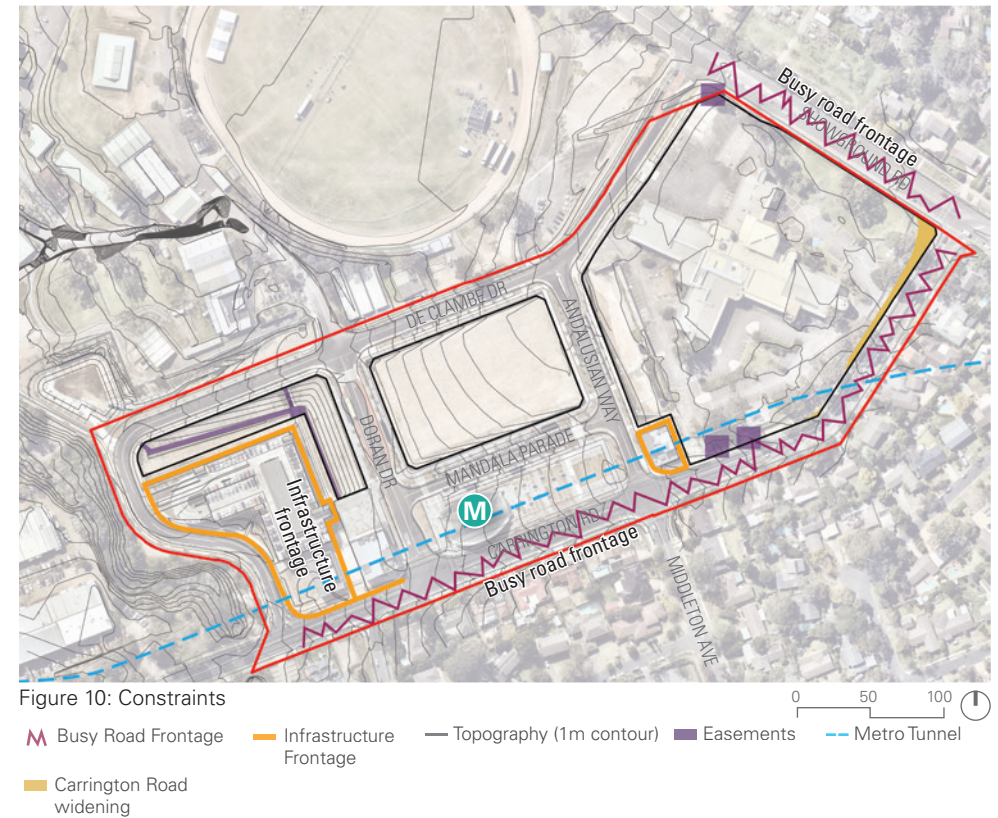 Busy road frontage
SHOWGROUND RD
DE CLAMBE DR
ANDALUSIAN WAY
DORAN DR
MANDALA PARADE
M
Infrastructure
frontage
CARRINGTON RD
Busy road frontage
MIDDLETON AVE
Figure 10: Constraints
0 50 100
Busy Road Frontage
Infrastructure
Frontage
Topography (1m contour)
Easements
Metro Tunnel
Carrington Road
widening